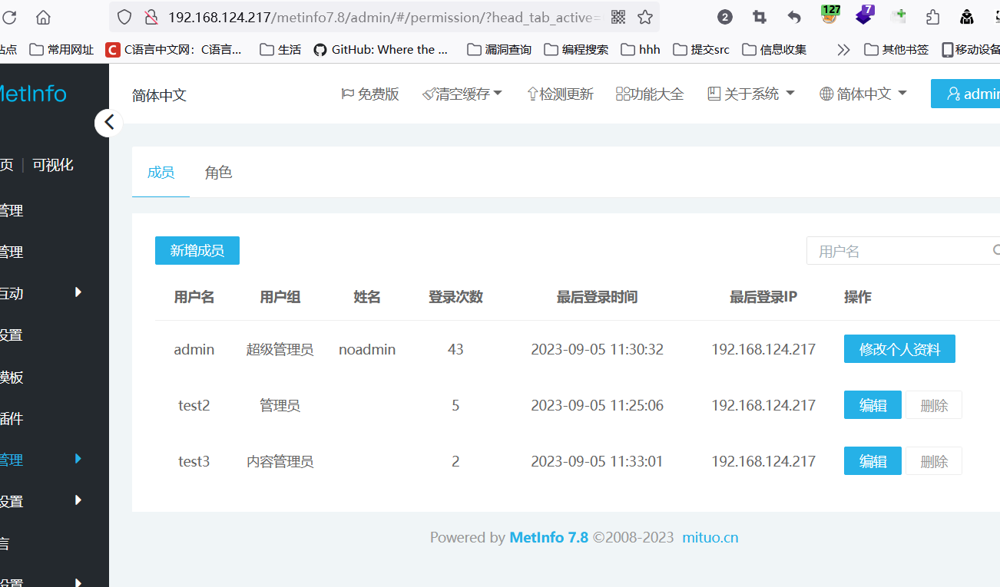 192.168.124.217/metinfo7.8/admin/#/permission/?head_tab_active=
2
127
7
站点 常用网址 C C语言中文网：C语言... 生活 GitHub: Where the ... 漏洞查询 编程搜索 hhh 提交src 信息收集 其他书签 移动设备
MetInfo
简体中文 免费版 清空缓存 检测更新 功能大全 关于系统 简体中文 admin
页 | 可视化
管理
管理
互动
设置
模板
插件
管理
设置
言
设置
成员 角色
新增成员 用户名
用户名 用户组 姓名 登录次数 最后登录时间 最后登录IP 操作
admin 超级管理员 noadmin 43 2023-09-05 11:30:32 192.168.124.217 修改个人资料
test2 管理员 5 2023-09-05 11:25:06 192.168.124.217 编辑 删除
test3 内容管理员 2 2023-09-05 11:33:01 192.168.124.217 编辑 删除
Powered by MetInfo 7.8 ©2008-2023 mituo.cn